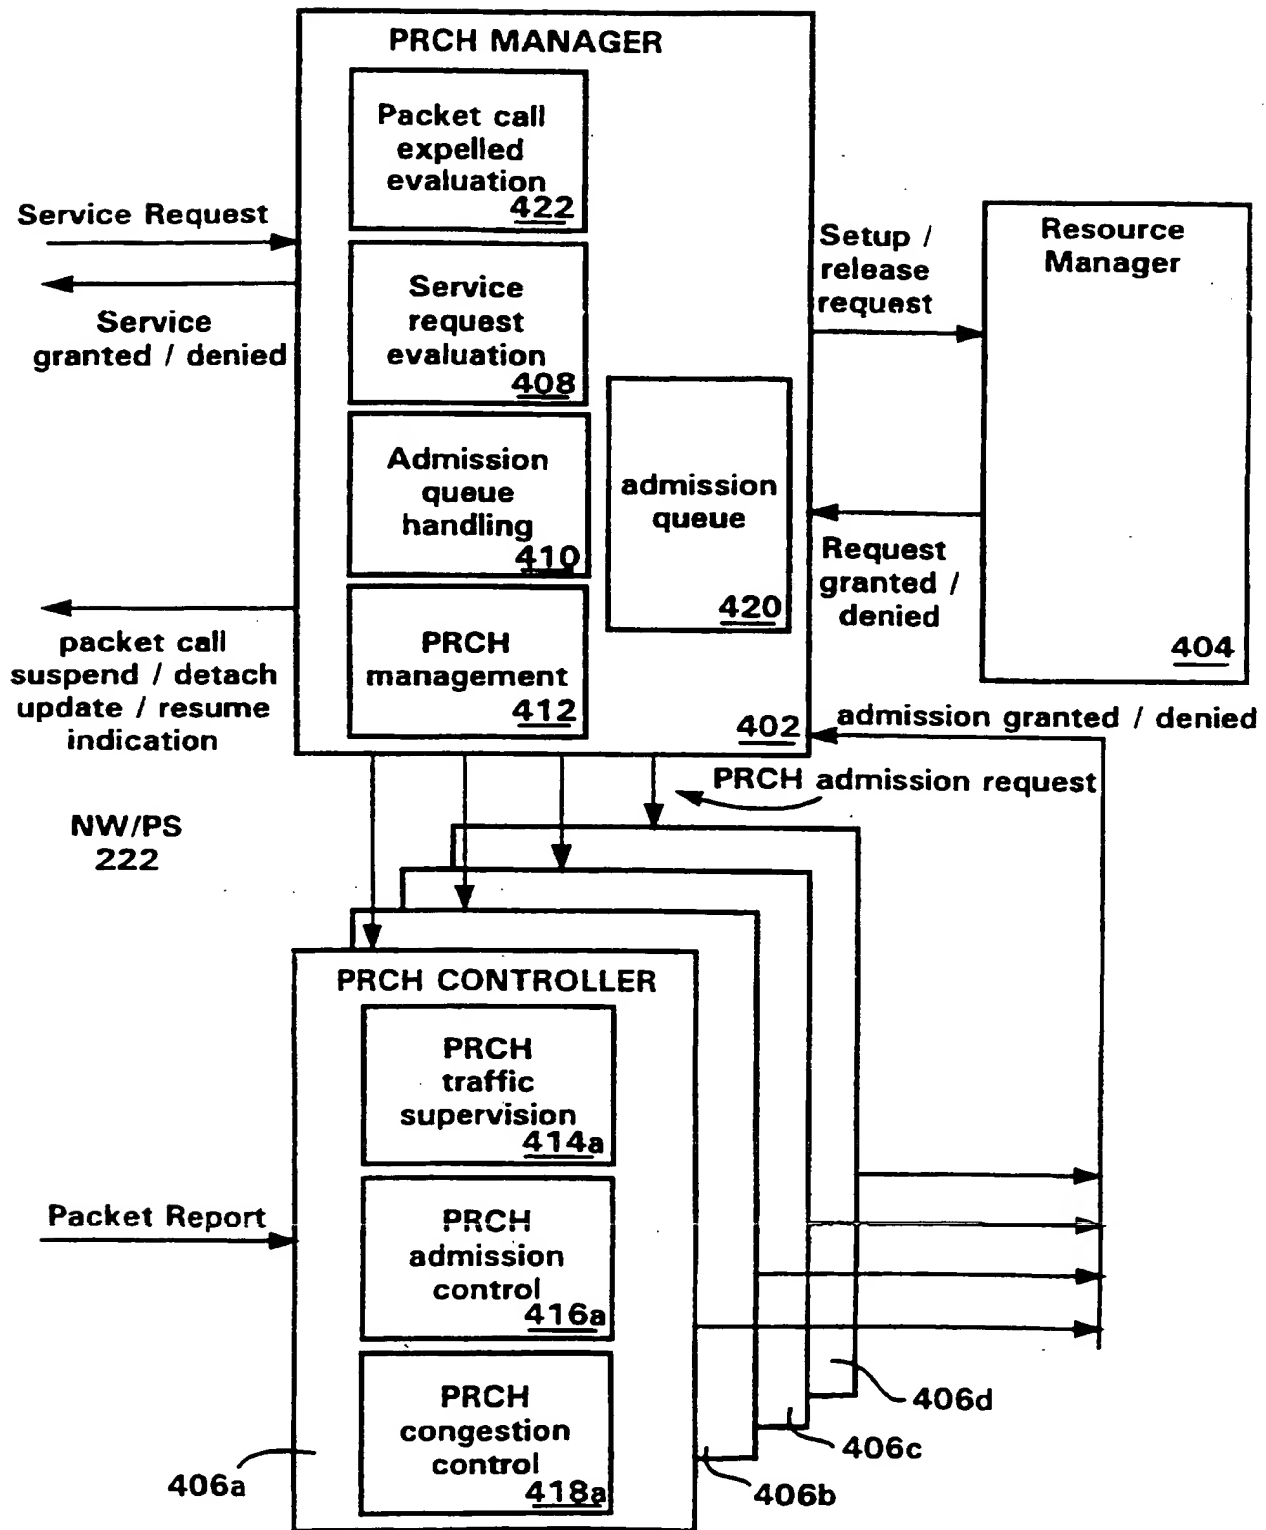 PRCH MANAGER
Packet call
expelled
evaluation
422
Service Request
Service
granted / denied
Service
request
evaluation
408
Setup /
release
request
Resource
Manager
Admission
queue
handling
410
admission
queue
420
Request
granted /
denied
404
packet call
suspend / detach
update / resume
indication
PRCH
management
412
402
admission granted / denied
PRCH admission request
NW/PS
222
PRCH CONTROLLER
PRCH
traffic
supervision
414a
Packet Report
PRCH
admission
control
416a
PRCH
congestion
control
418a
406a
406b
406c
406d